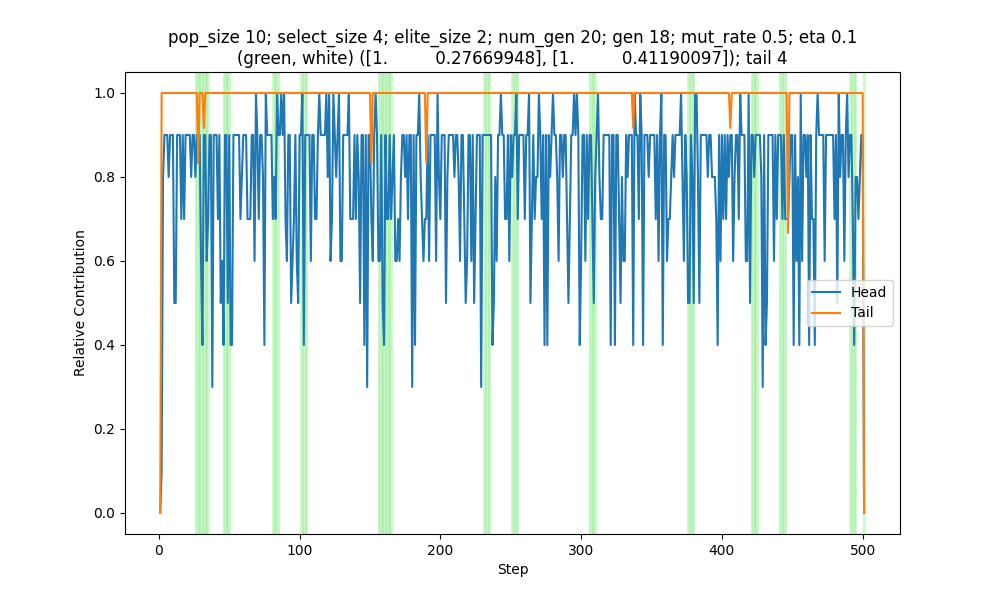 pop_size 10; select_size 4; elite_size 2; num_gen 20; gen 18; mut_rate 0.5; eta 0.1
(green, white) ([1.         0.27669948], [1.         0.41190097]); tail 4
1.0
0.8
0.6
0.4
0.2
0.0
Relative Contribution
Head
Tail
0
100
200
300
400
500
Step